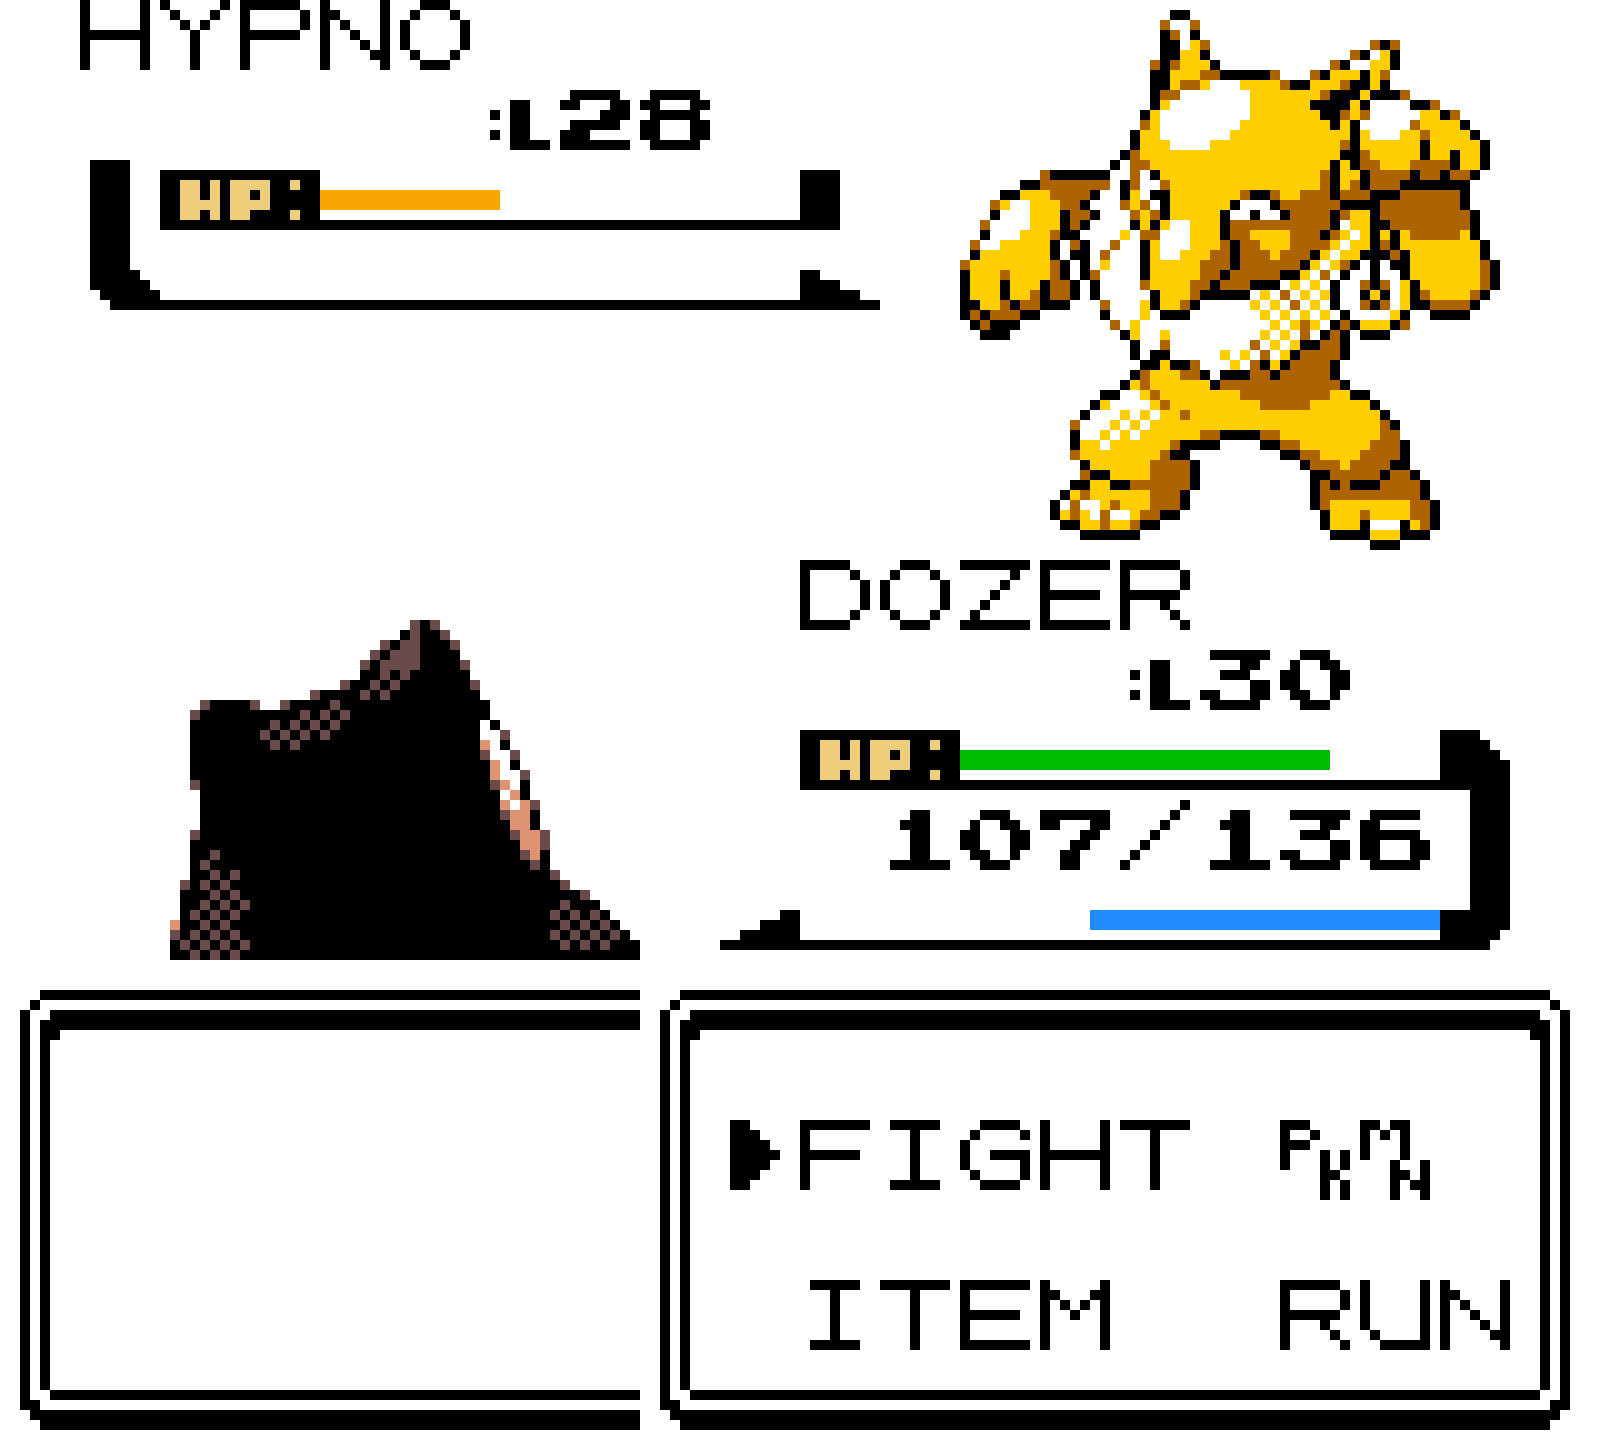 HYPNO
:L28
HP:
DOZER
:L30
HP:
107/136
▶FIGHT PKMN
ITEM RUN